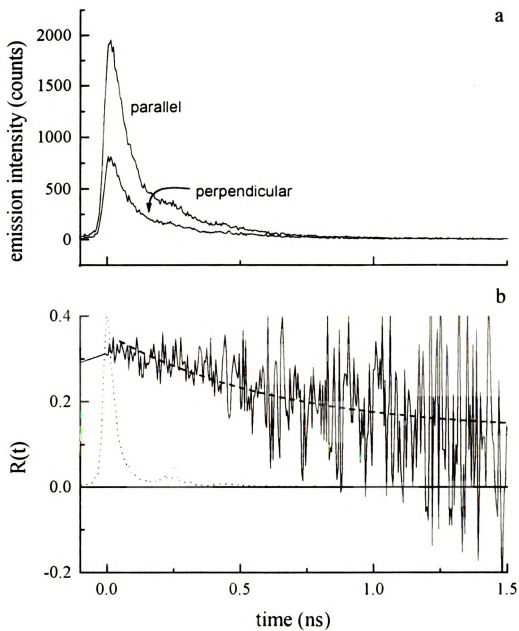 a
emission intensity (counts)
2000
1500
1000
500
0
parallel
perpendicular
b
R(t)
0.4
0.2
0.0
-0.2
0.0
0.5
1.0
1.5
time (ns)